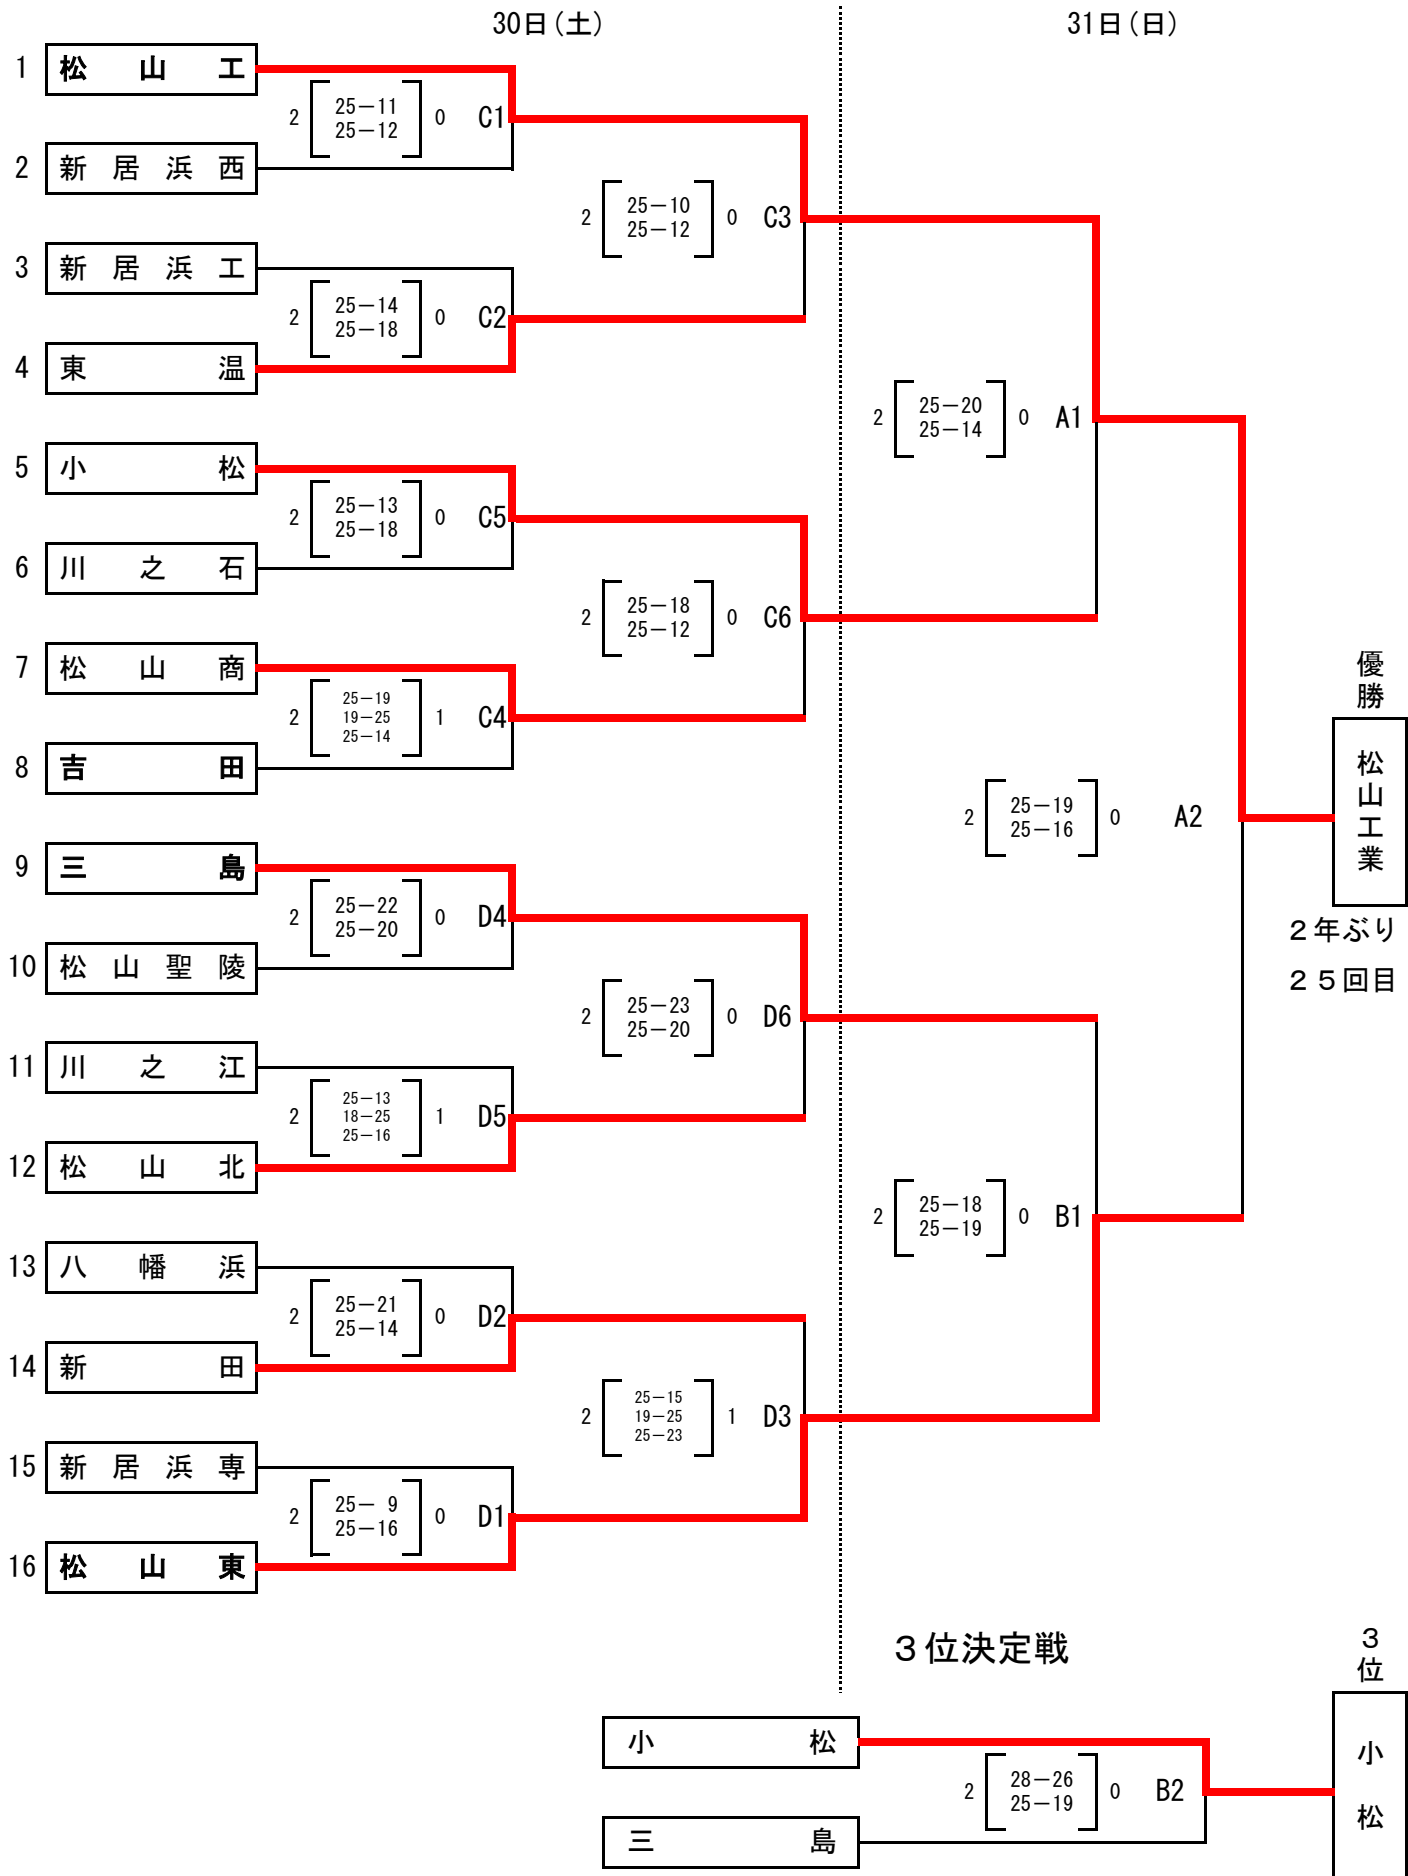 30日（土）
31日（日）
1 松山工
2 25－11 0 C1
25－12
2 新居浜西
2 25－10 0 C3
25－12
3 新居浜工
2 25－14 0 C2
25－18
4 東温
2 25－20 0 A1
25－14
5 小松
2 25－13 0 C5
25－18
6 川之石
2 25－18 0 C6
25－12
7 松山商
2 25－19 1 C4
19－25
25－14
8 吉田
優勝
松山工業
2年ぶり
25回目
2 25－19 0 A2
25－16
9 三島
2 25－22 0 D4
25－20
10 松山聖陵
2 25－23 0 D6
25－20
11 川之江
2 25－13 1 D5
18－25
25－16
12 松山北
2 25－18 0 B1
25－19
13 八幡浜
2 25－21 0 D2
25－14
14 新田
2 25－15 1 D3
19－25
25－23
15 新居浜専
2 25－ 9 0 D1
25－16
16 松山東
３位決定戦
３位
小松
小松
2 28－26 0 B2
25－19
三島